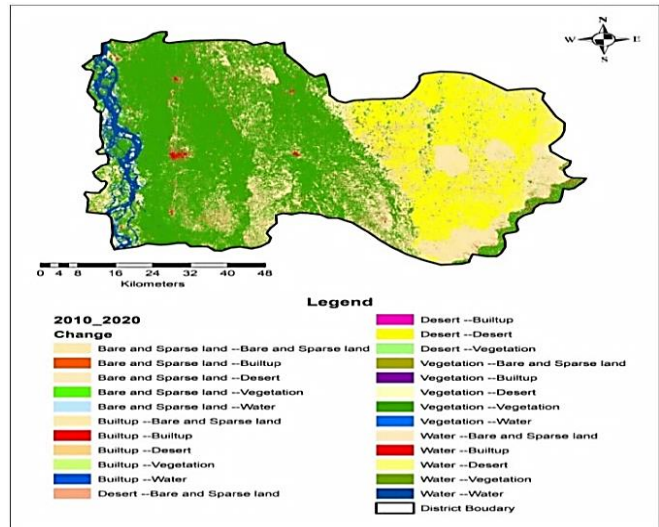 N
W E
S
0 4 8 16 24 32 40 48
Kilometers
Legend
2010_2020
Change
Bare and Sparse land --Bare and Sparse land
Bare and Sparse land --Builtup
Bare and Sparse land --Desert
Bare and Sparse land --Vegetation
Bare and Sparse land --Water
Builtup --Bare and Sparse land
Builtup --Builtup
Builtup --Desert
Builtup --Vegetation
Builtup --Water
Desert --Bare and Sparse land
Desert --Builtup
Desert --Desert
Desert --Vegetation
Vegetation --Bare and Sparse land
Vegetation --Builtup
Vegetation --Desert
Vegetation --Vegetation
Vegetation --Water
Water --Bare and Sparse land
Water --Builtup
Water --Desert
Water --Vegetation
Water --Water
District Boudary